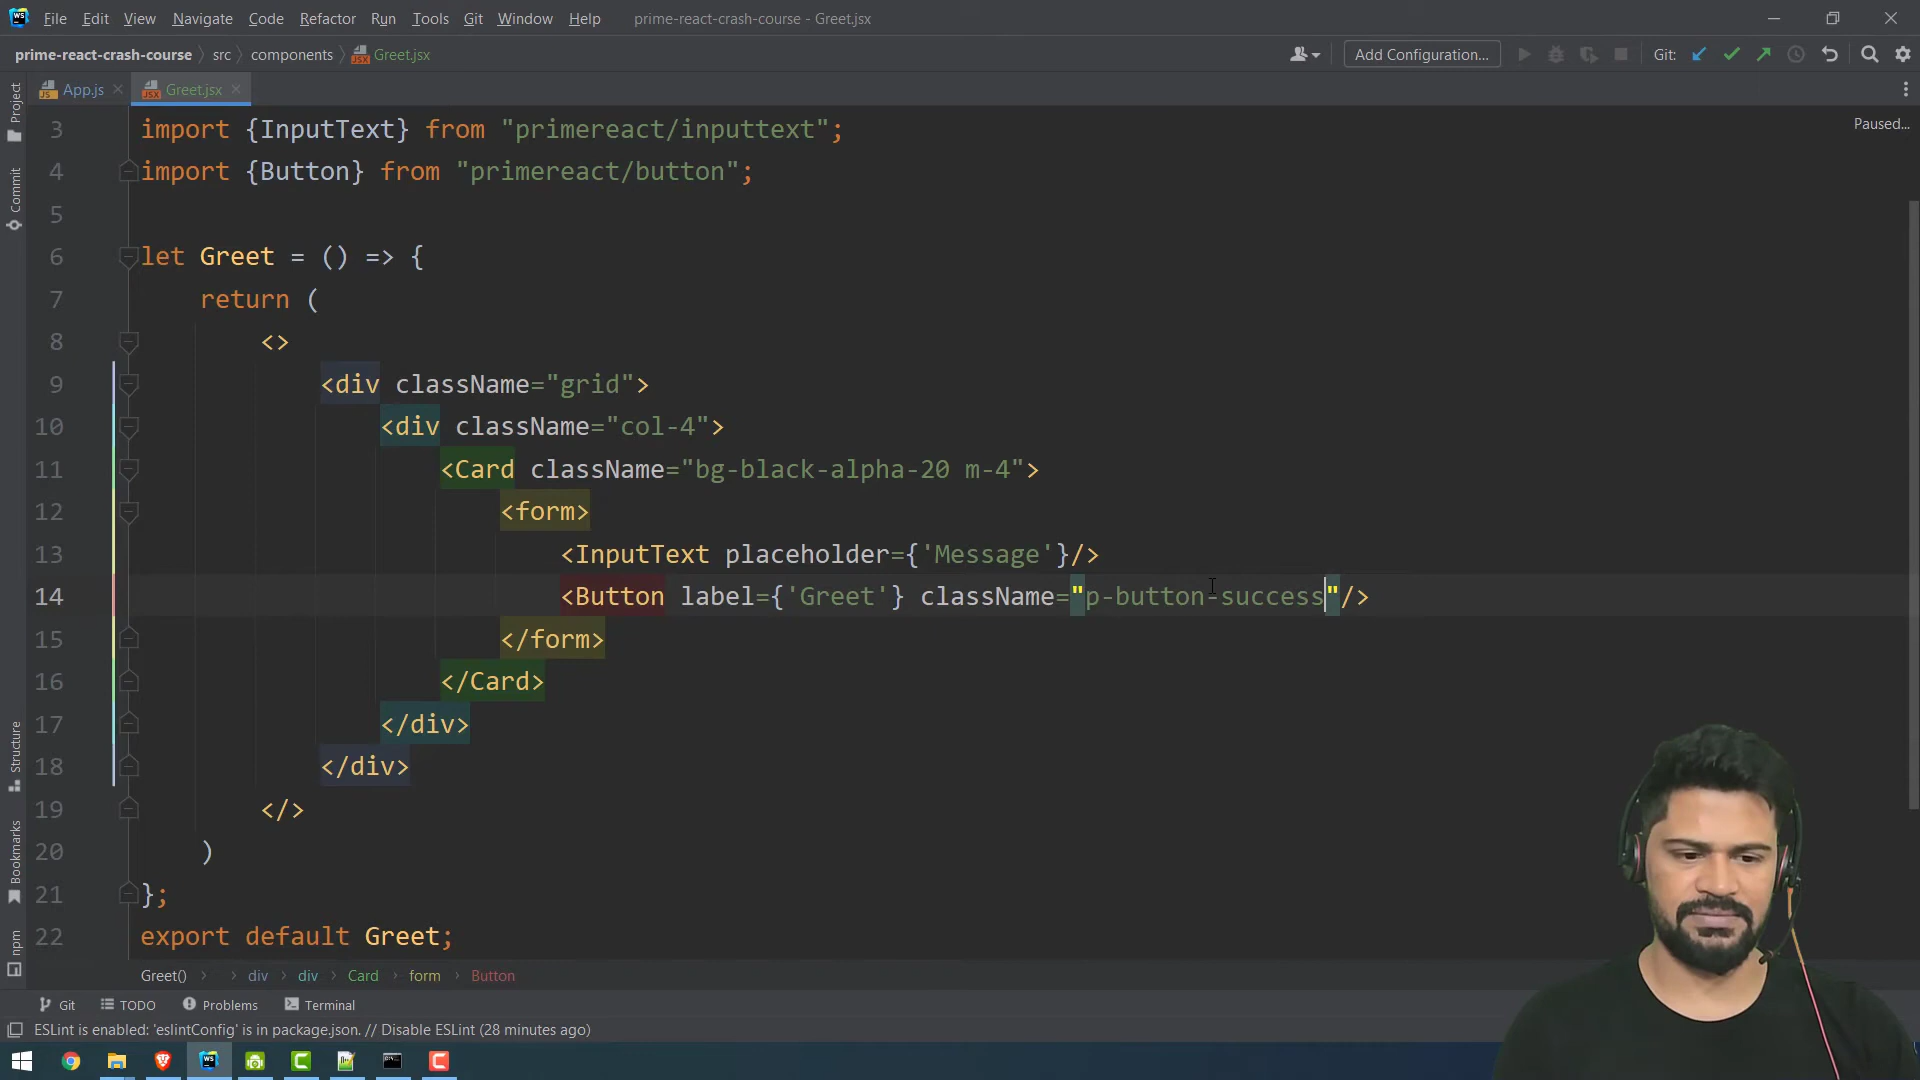 File Edit View Navigate Code Refactor Run Tools Git Window Help prime-react-crash-course - Greet.jsx
prime-react-crash-course src components Greet.jsx Add Configuration... Git:
App.js Greet.jsx
Paused...
3 import {InputText} from "primereact/inputtext";
4 import {Button} from "primereact/button";
5
6 let Greet = () => {
7 return (
8 <>
9 <div className="grid">
10 <div className="col-4">
11 <Card className="bg-black-alpha-20 m-4">
12 <form>
13 <InputText placeholder={'Message'}/>
14 <Button label={'Greet'} className="p-button-success"/>
15 </form>
16 </Card>
17 </div>
18 </div>
19 </>
20 )
21 };
22 export default Greet;
Project
Commit
Structure
Bookmarks
npm
Greet() div div Card form Button
Git TODO Problems Terminal
ESLint is enabled: 'eslintConfig' is in package.json. // Disable ESLint (28 minutes ago)